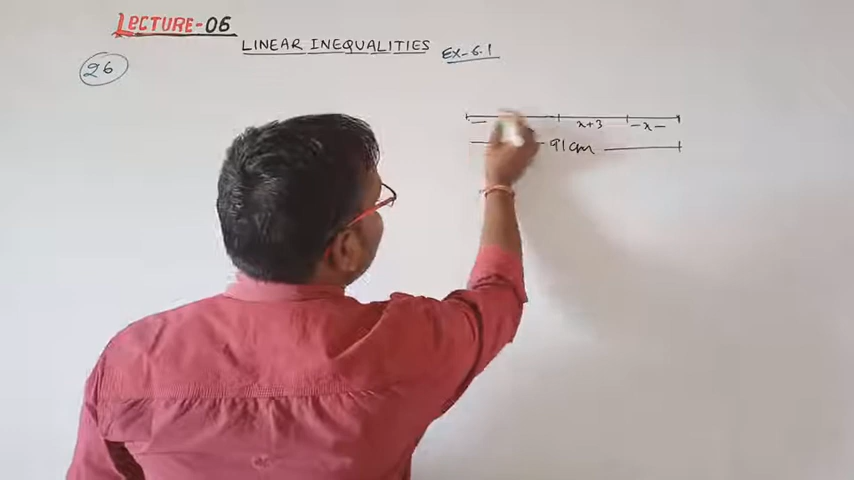 LECTURE-06
LINEAR INEQUALITIES EX-6.1
26
x+3 -x-
91cm